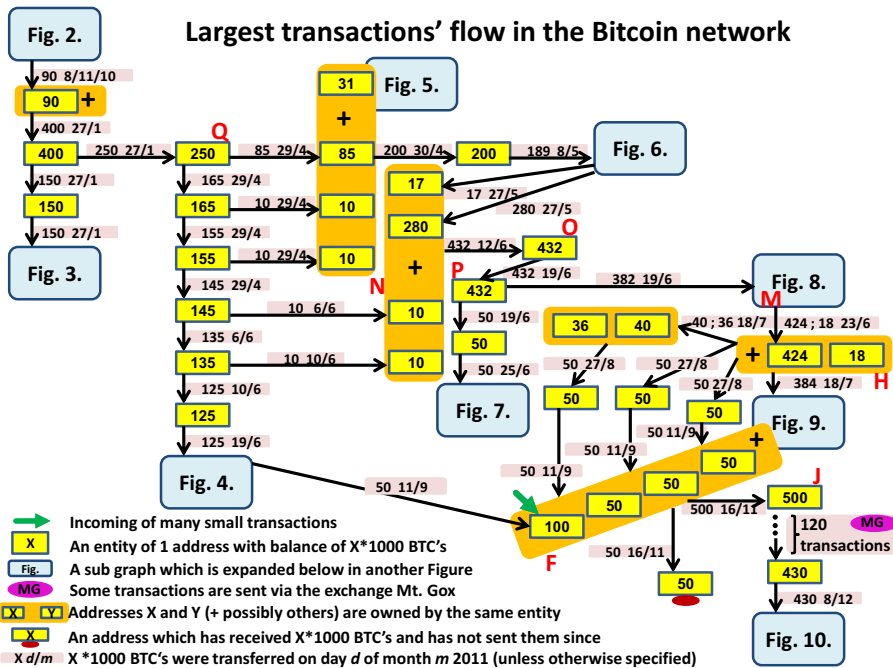 Largest transactions' flow in the Bitcoin network
Fig. 2.
90 8/11/10
90 +
400 27/1
400
250 27/1
Q
250
150 27/1
150
150 27/1
Fig. 3.
31
Fig. 5.
+
85 29/4
85
200 30/4
200
189 8/5
Fig. 6.
165 29/4
165
10 29/4
10
155 29/4
155
10 29/4
10
145 29/4
145
10 6/6
10
135 6/6
135
10 10/6
10
125 10/6
125
125 19/6
Fig. 4.
17
17 27/5
280
280 27/5
+
N
432 12/6
O
432
432 19/6
P
432
382 19/6
Fig. 8.
M
50 19/6
50
50 25/6
Fig. 7.
36
40
40 ; 36 18/7
424 ; 18 23/6
+
424
18
H
384 18/7
Fig. 9.
50 27/8
50 27/8
50 27/8
50
50
50
50 11/9
50 11/9
50 11/9
50 11/9
+
50
50
50
100
F
500 16/11
J
500
50 16/11
50
120
transactions
MG
430
430 8/12
Fig. 10.
Incoming of many small transactions
X
An entity of 1 address with balance of X*1000 BTC's
Fig.
A sub graph which is expanded below in another Figure
MG
Some transactions are sent via the exchange Mt. Gox
X Y
Addresses X and Y (+ possibly others) are owned by the same entity
X
An address which has received X*1000 BTC's and has not sent them since
X d/m
X *1000 BTC's were transferred on day d of month m 2011 (unless otherwise specified)